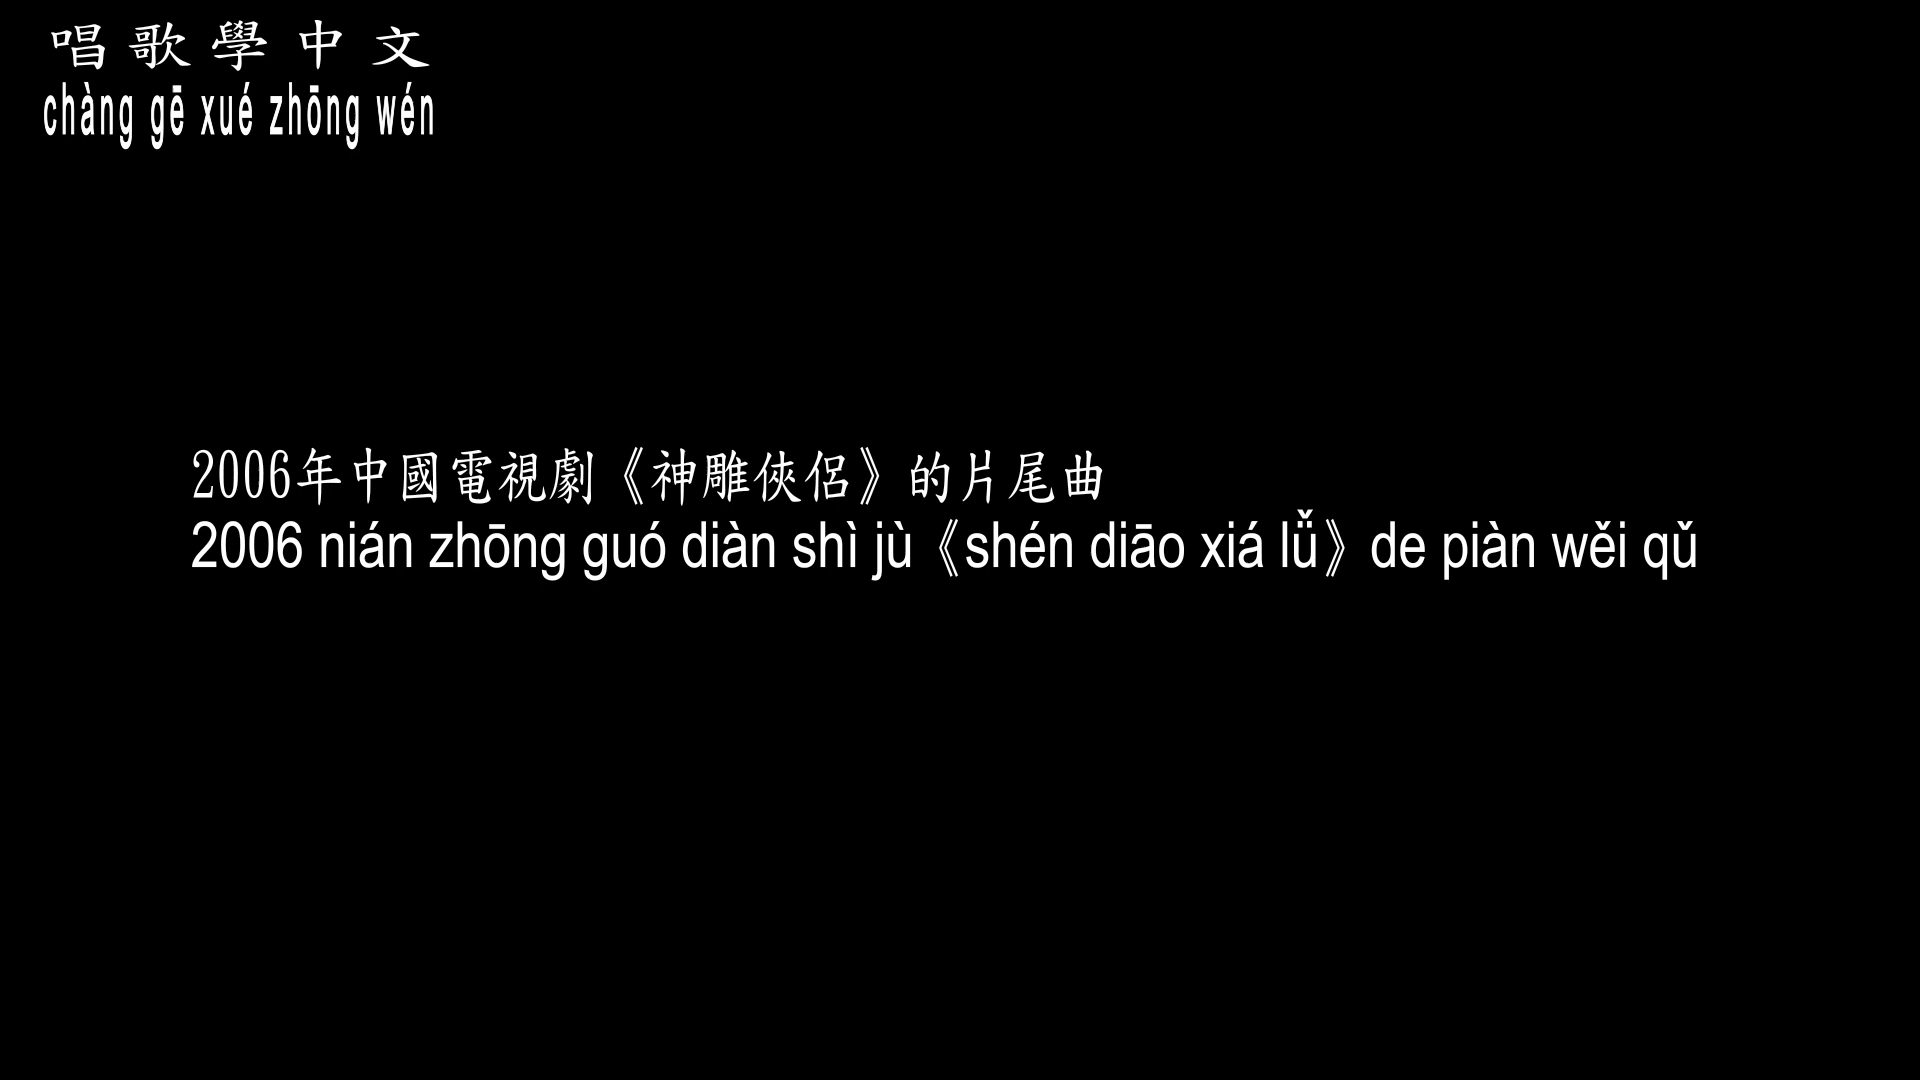 唱歌學中文
chàng gē xué zhōng wén
2006年中國電視劇《神雕俠侶》的片尾曲
2006 nián zhōng guó diàn shì jù《shén diāo xiá lǚ》de piàn wěi qǔ